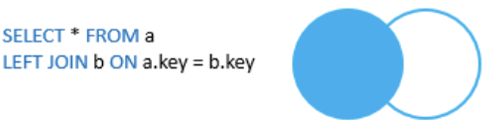 SELECT * FROM a
LEFT JOIN b ON a.key = b.key